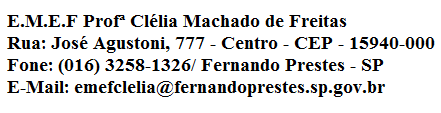 E.M.E.F Profª Clélia Machado de Freitas
Rua: José Agustoni, 777 - Centro - CEP - 15940-000
Fone: (016) 3258-1326/ Fernando Prestes - SP
E-Mail: emefclelia@fernandoprestes.sp.gov.br